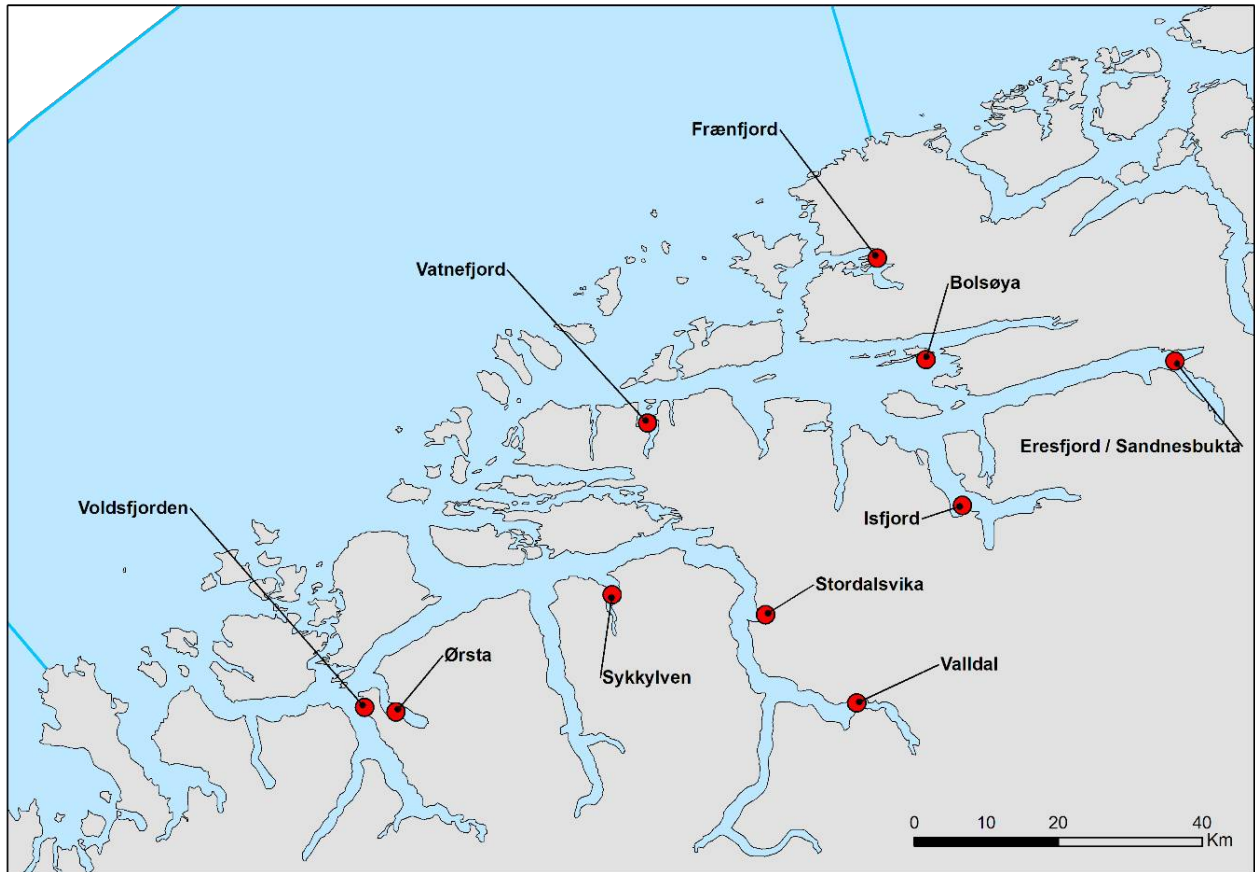 Frænfjord
Vatnefjord
Bolsøya
Eresfjord / Sandnesbukta
Voldsfjorden
Isfjord
Stordalsvika
Ørsta
Sykkylven
Valldal
0 10 20 40
Km